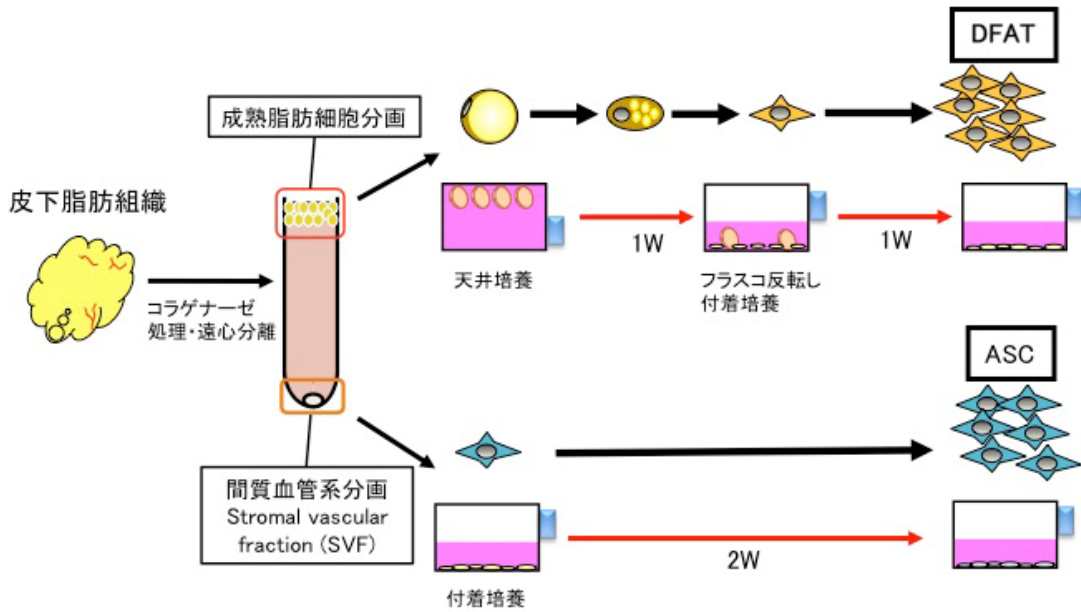 DFAT
成熟脂肪細胞分画
皮下脂肪組織
コラゲナーゼ
処理・遠心分離
1W
1W
天井培養
フラスコ反転し
付着培養
ASC
間質血管系分画
Stromal vascular
fraction (SVF)
2W
付着培養